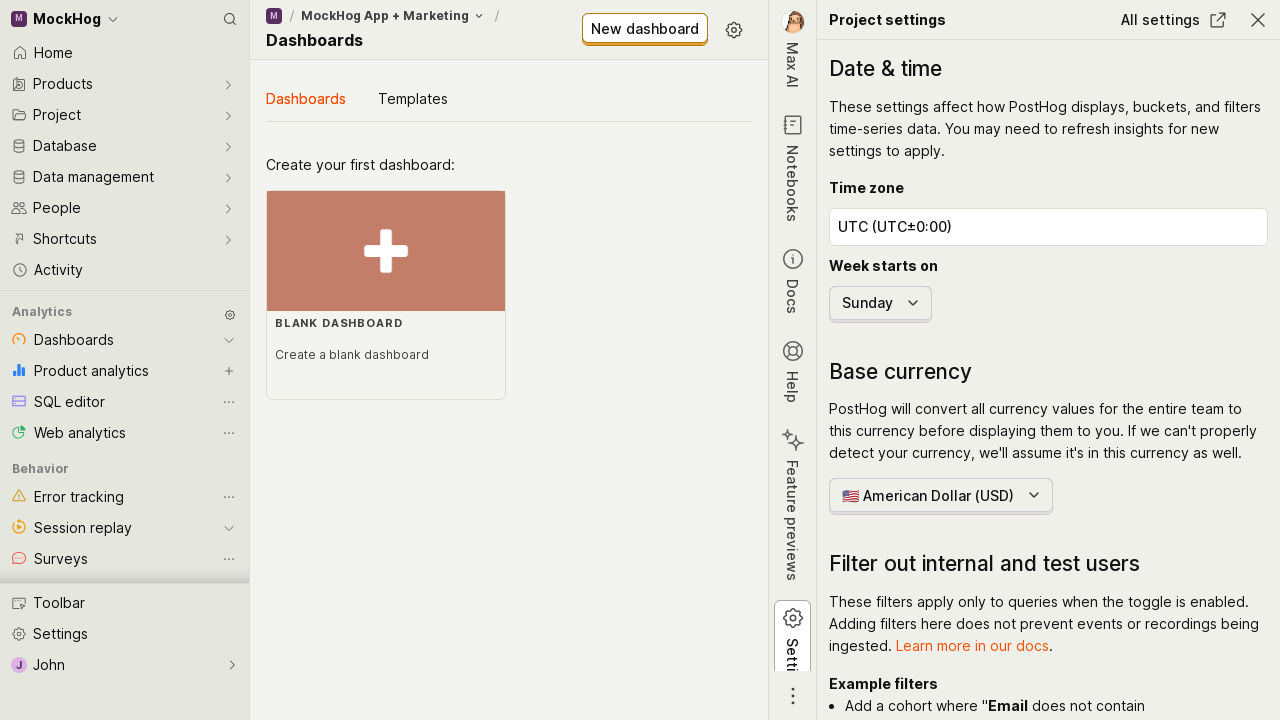 MockHog
Home
Products
Project
Database
Data management
People
Shortcuts
Activity
Analytics
Dashboards
Product analytics
SQL editor
Web analytics
Behavior
Error tracking
Session replay
Surveys
Toolbar
Settings
J John
M / MockHog App + Marketing /
Dashboards
New dashboard
Dashboards Templates
Create your first dashboard:
BLANK DASHBOARD
Create a blank dashboard
Max AI
Notebooks
Docs
Help
Feature previews
Setti
Project settings All settings
Date & time
These settings affect how PostHog displays, buckets, and filters
time-series data. You may need to refresh insights for new
settings to apply.
Time zone
UTC (UTC±0:00)
Week starts on
Sunday
Base currency
PostHog will convert all currency values for the entire team to
this currency before displaying them to you. If we can't properly
detect your currency, we'll assume it's in this currency as well.
🇺🇸 American Dollar (USD)
Filter out internal and test users
These filters apply only to queries when the toggle is enabled.
Adding filters here does not prevent events or recordings being
ingested. Learn more in our docs.
Example filters
• Add a cohort where "Email does not contain